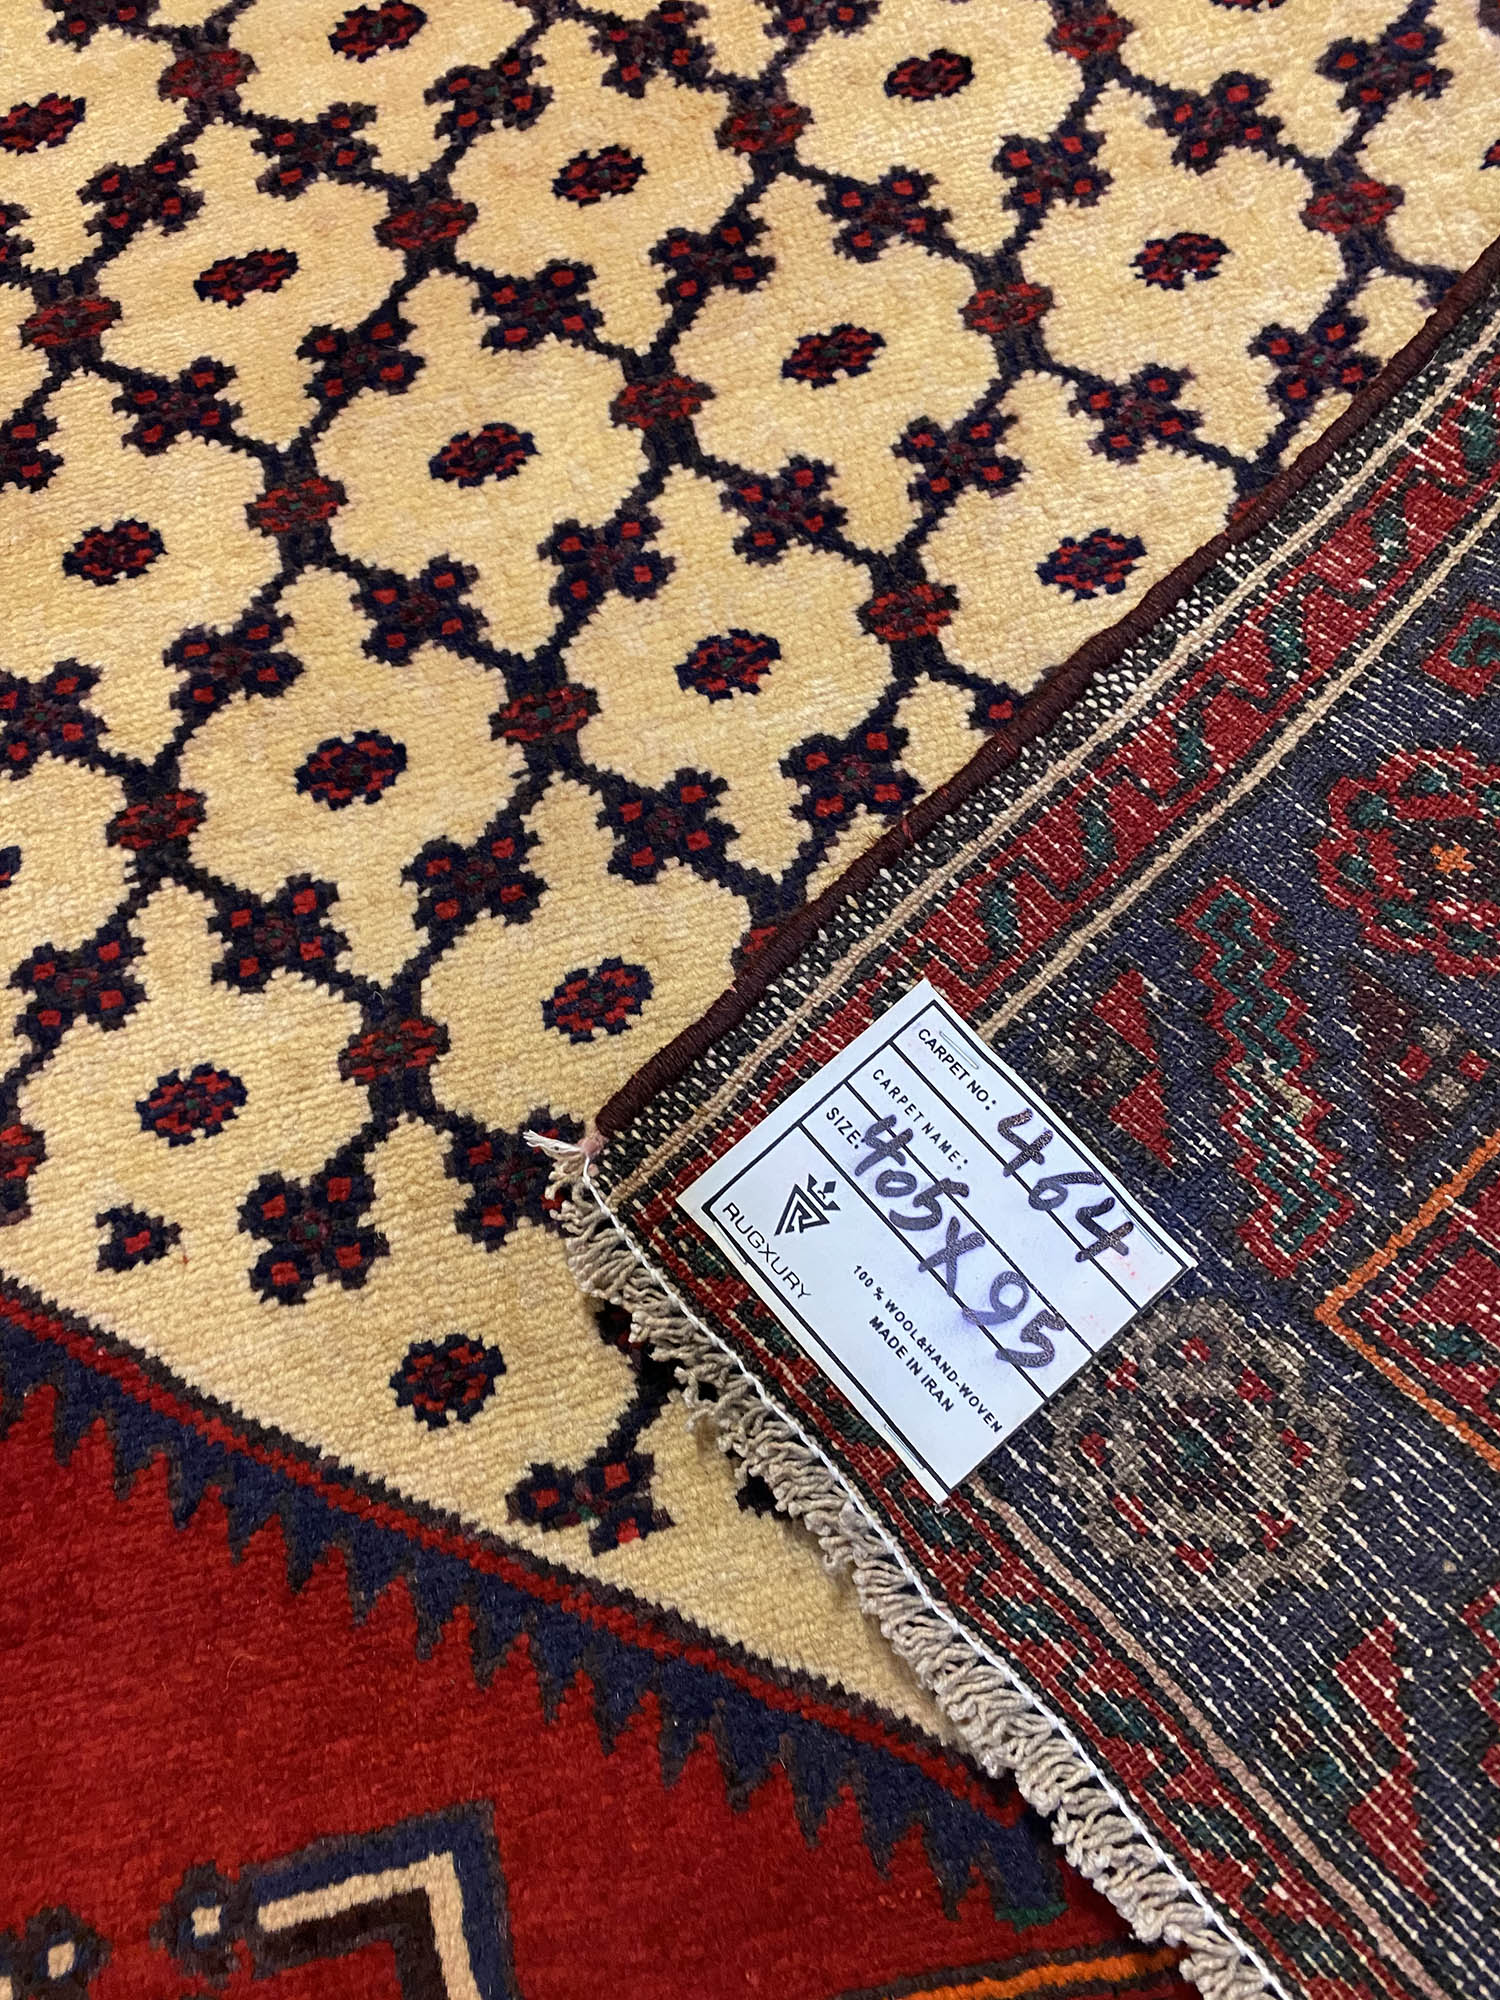 CARPET NO: 464
CARPET NAME:
SIZE: 405X95
RUGXURY
100 % WOOL&HAND-WOVEN
MADE IN IRAN